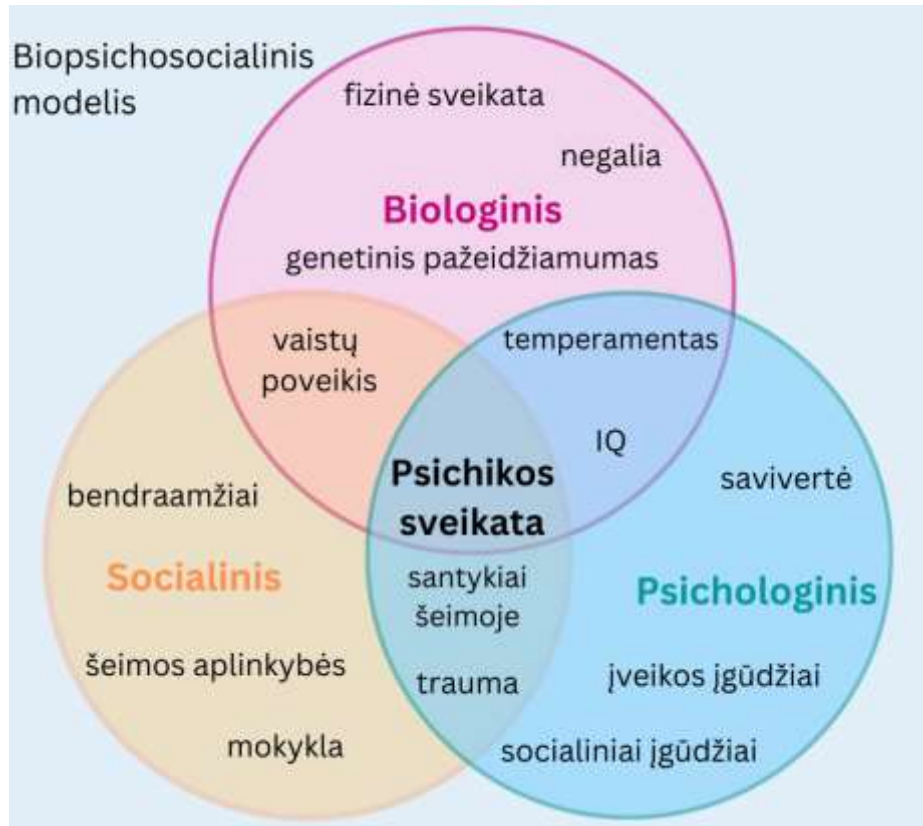 Biopsichosocialinis
modelis
fizinė sveikata
negalia
Biologinis
genetinis pažeidžiamumas
vaistų
poveikis
temperamentas
IQ
Psichikos
sveikata
savivertė
bendraamžiai
Socialinis
santykiai
šeimoje
Psichologinis
šeimos aplinkybės
trauma
įveikos įgūdžiai
mokykla
socialiniai įgūdžiai